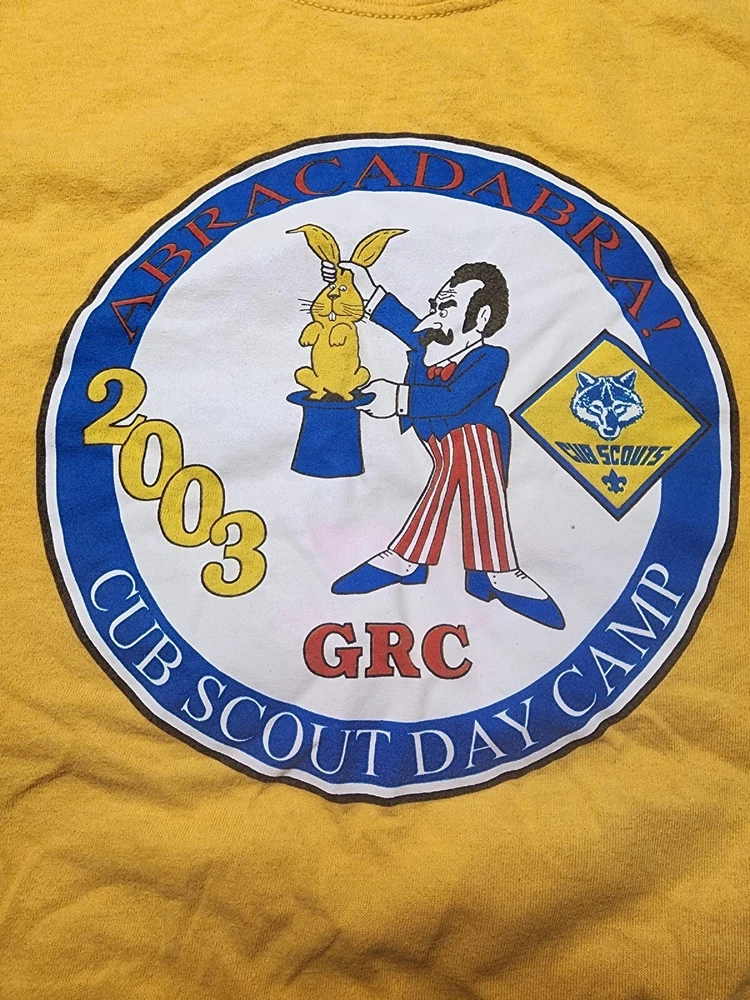 ABRACADABRA!
2003
CUB SCOUTS
GRC
CUB SCOUT DAY CAMP